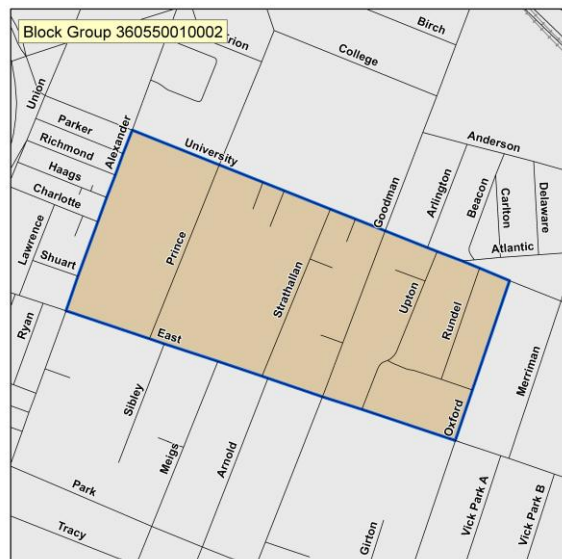 Block Group 360550010002
rion
Birch
College
Union
Parker
Alexander
University
Richmond
Haags
Charlotte
Lawrence
Shuart
Ryan
Prince
East
Strathallan
Goodman
Arlington
Anderson
Beacon
Carlton
Delaware
Atlantic
Upton
Rundel
Oxford
Merriman
Sibley
Meigs
Arnold
Park
Tracy
Girton
Vick Park A
Vick Park B